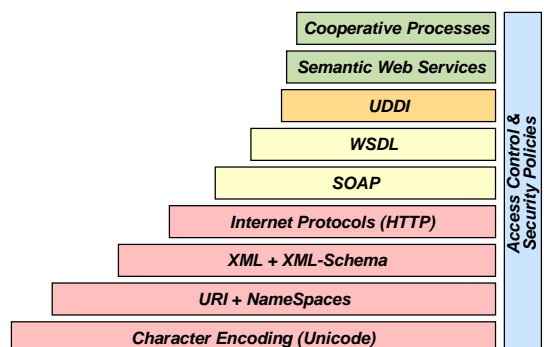 Cooperative Processes
Semantic Web Services
UDDI
WSDL
SOAP
Internet Protocols (HTTP)
XML + XML-Schema
URI + NameSpaces
Character Encoding (Unicode)
Access Control &
Security Policies